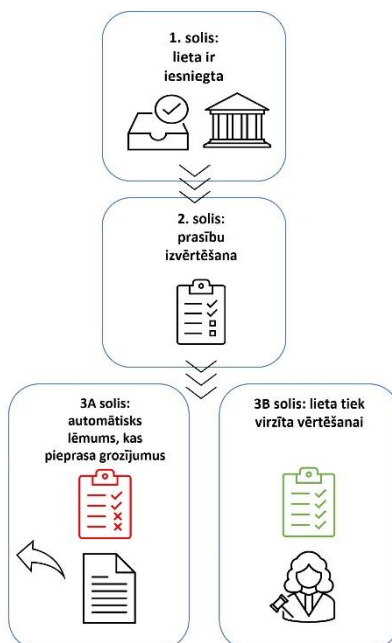 1. solis:
lieta ir
iesniegta
2. solis:
prasību
izvērtēšana
3A solis:
automātisks
lēmums, kas
pieprasa grozījumus
3B solis: lieta tiek
virzīta vērtēšanai